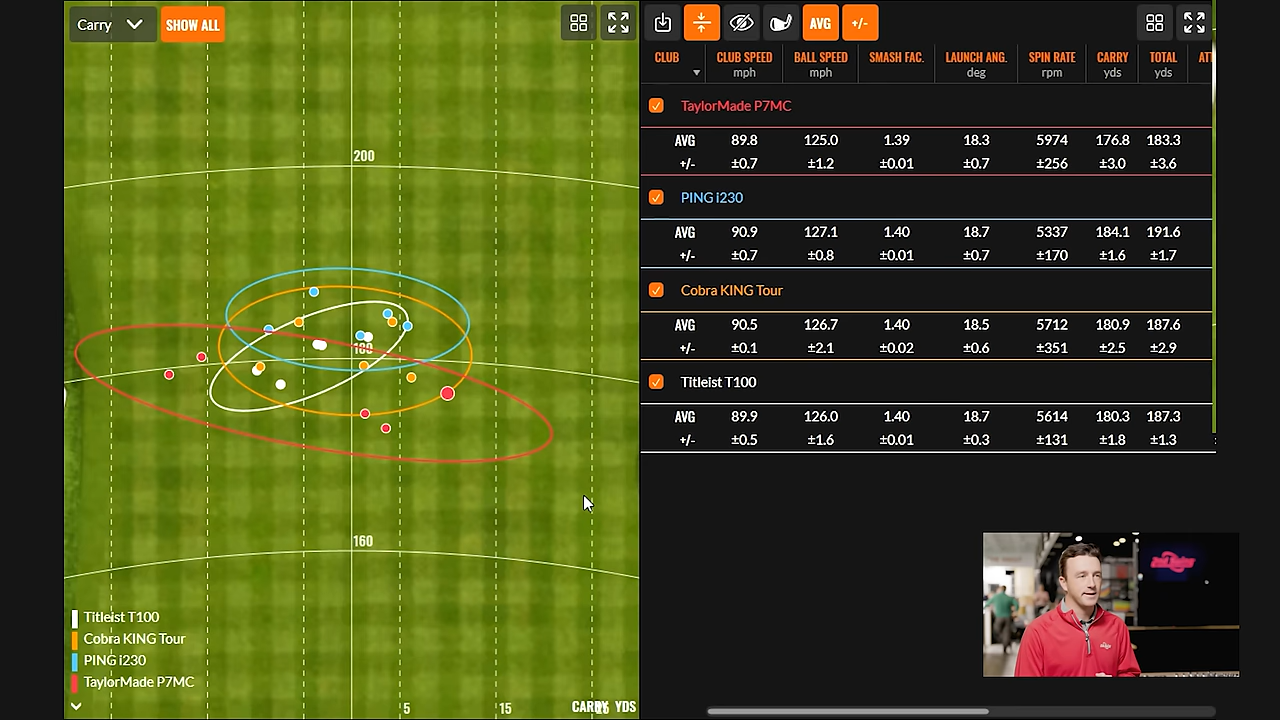 Carry
SHOW ALL
AVG
+/-
CLUB CLUB SPEED BALL SPEED SMASH FAC. LAUNCH ANG. SPIN RATE CARRY TOTAL
mph mph deg rpm yds yds
TaylorMade P7MC
AVG 89.8 125.0 1.39 18.3 5974 176.8 183.3
+/- ±0.7 ±1.2 ±0.01 ±0.7 ±256 ±3.0 ±3.6
PING i230
AVG 90.9 127.1 1.40 18.7 5337 184.1 191.6
+/- ±0.7 ±0.8 ±0.01 ±0.7 ±170 ±1.6 ±1.7
Cobra KING Tour
AVG 90.5 126.7 1.40 18.5 5712 180.9 187.6
+/- ±0.1 ±2.1 ±0.02 ±0.6 ±351 ±2.5 ±2.9
Titleist T100
AVG 89.9 126.0 1.40 18.7 5614 180.3 187.3
+/- ±0.5 ±1.6 ±0.01 ±0.3 ±131 ±1.8 ±1.3
200
180
160
Titleist T100
Cobra KING Tour
PING i230
TaylorMade P7MC
5
15
CARRY YDS